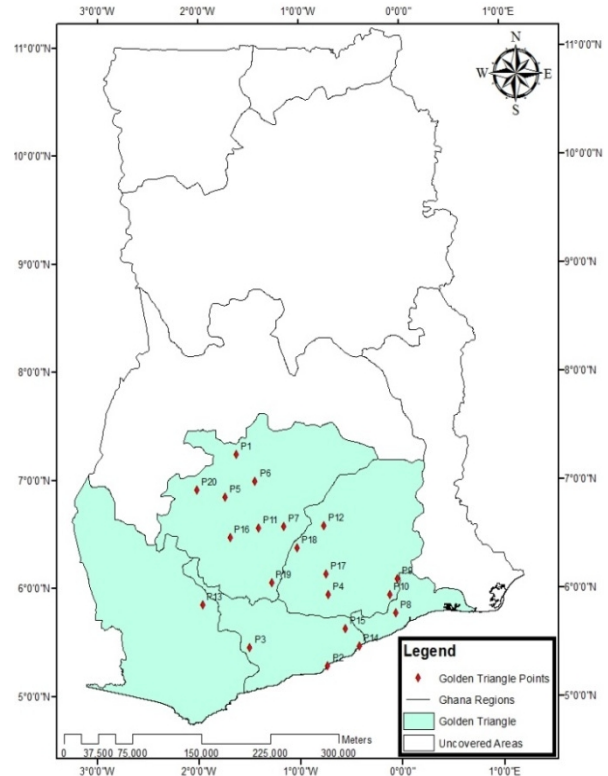 3°0'0"W 2°0'0"W 1°0'0"W 0°0'0" 1°0'0"E
N
W E
S
11°0'0"N 11°0'0"N
10°0'0"N 10°0'0"N
9°0'0"N 9°0'0"N
8°0'0"N 8°0'0"N
7°0'0"N 7°0'0"N
6°0'0"N 6°0'0"N
5°0'0"N 5°0'0"N
P1
P6
P20
P5
P11
P7
P12
P16
P18
P17
P9
P19
P4
P10
P13
P8
P15
P3
P14
P2
Legend
Golden Triangle Points
Ghana Regions
Golden Triangle
Uncovered Areas
Meters
0 37,500 75,000 150,000 225,000 300,000
3°0'0"W 2°0'0"W 1°0'0"W 0°0'0" 1°0'0"E